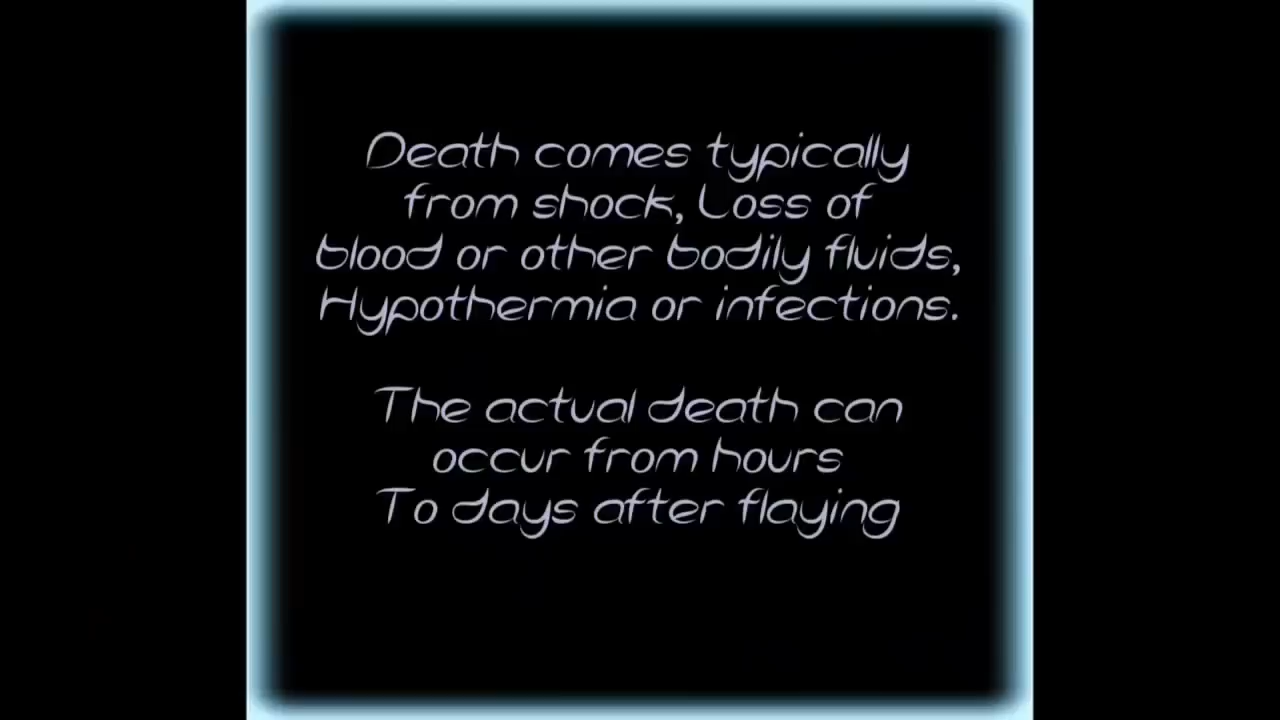 Death comes typically
from shock, Loss of
blood or other bodily fluids,
Hypothermia or infections.
The actual death can
occur from hours
To days after flaying